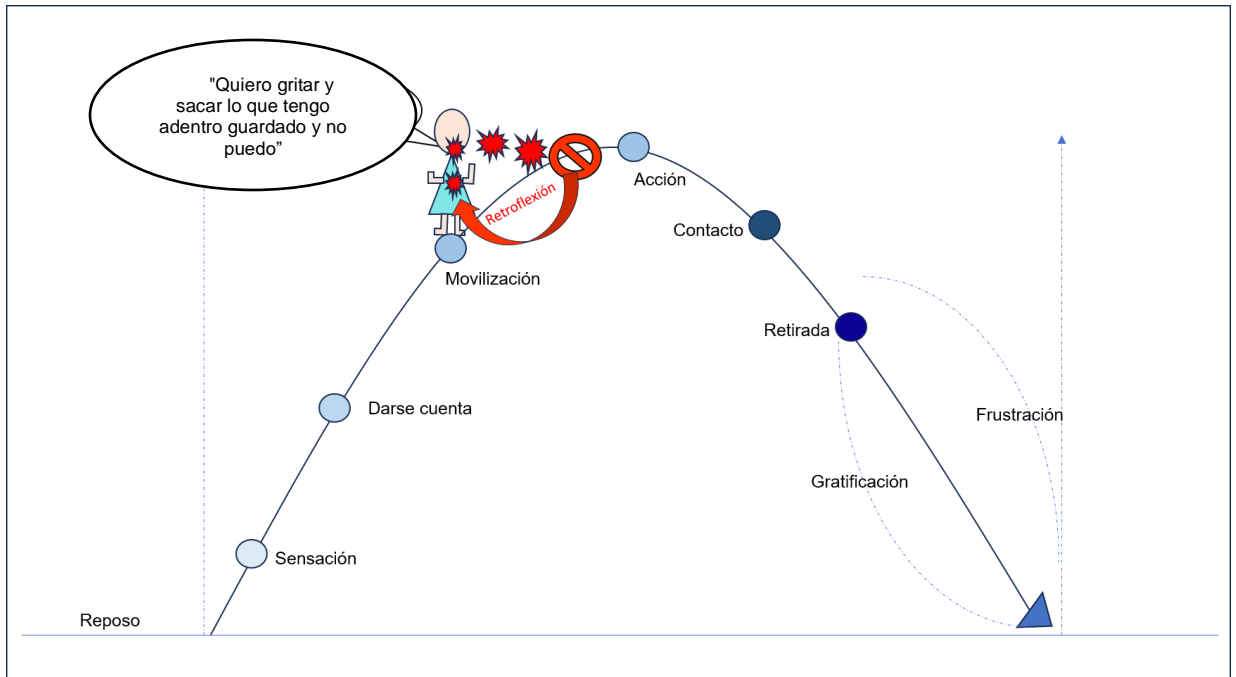 "Quiero gritar y
sacar lo que tengo
adentro guardado y no
puedo”
Retroflexión
Acción
Contacto
Movilización
Retirada
Darse cuenta
Frustración
Gratificación
Sensación
Reposo